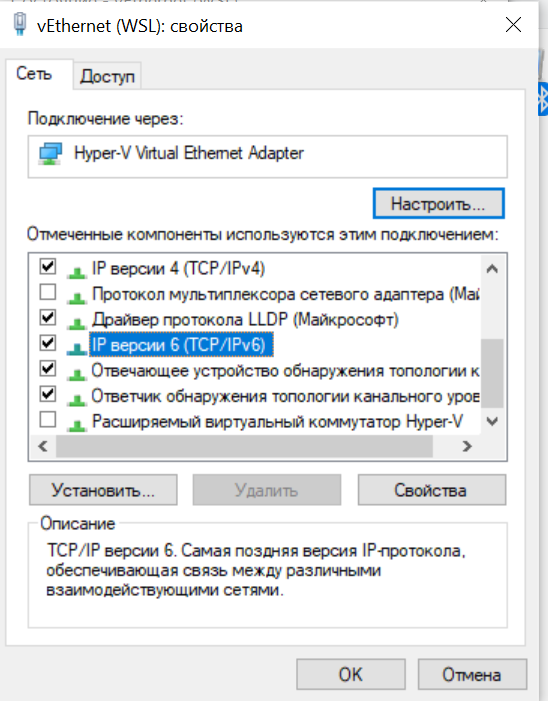 vEthernet (WSL): свойства
Сеть
Доступ
Подключение через:
Hyper-V Virtual Ethernet Adapter
Настроить...
Отмеченные компоненты используются этим подключением:
IP версии 4 (TCP/IPv4)
Протокол мультиплексора сетевого адаптера (Май
Драйвер протокола LLDP (Майкрософт)
IP версии 6 (TCP/IPv6)
Отвечающее устройство обнаружения топологии к
Ответчик обнаружения топологии канального уров
Расширяемый виртуальный коммутатор Hyper-V
Установить...
Удалить
Свойства
Описание
TCP/IP версии 6. Самая поздняя версия IP-протокола,
обеспечивающая связь между различными
взаимодействующими сетями.
OK
Отмена